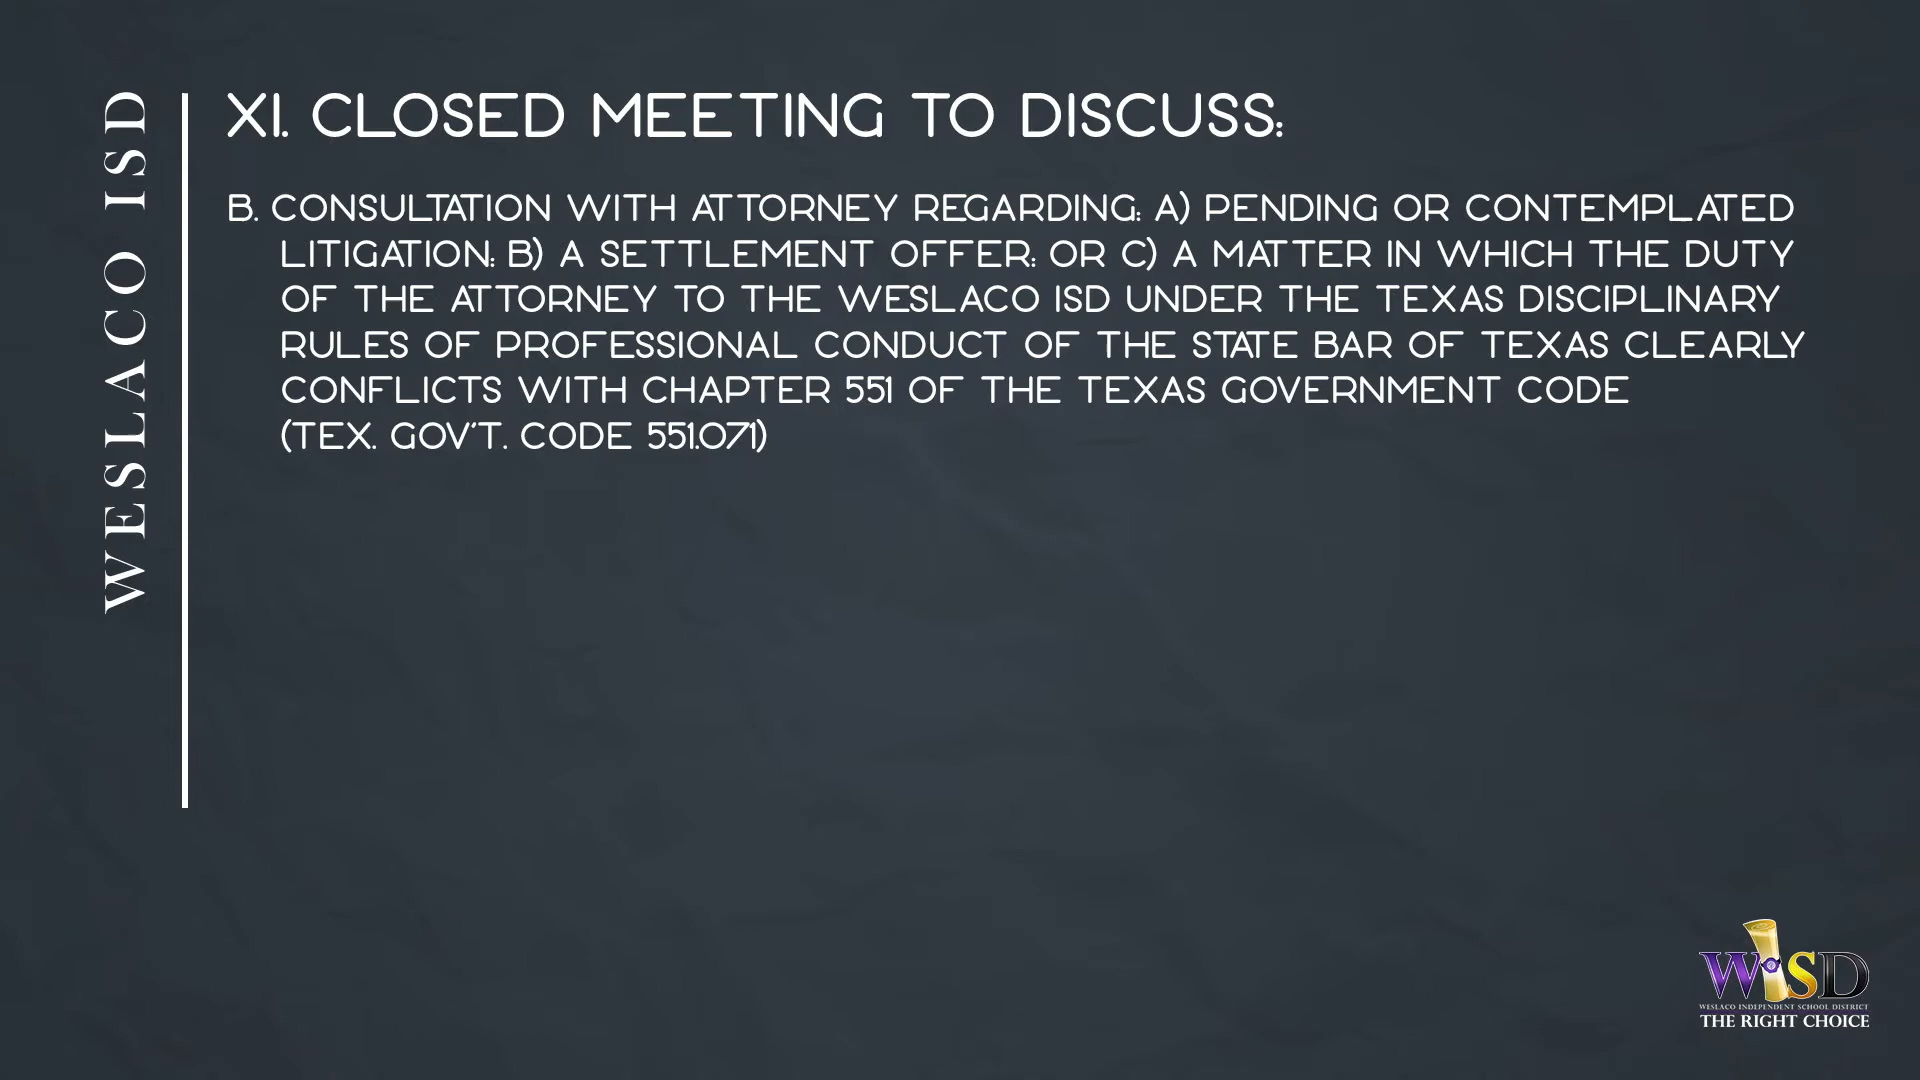 WESLACO ISD
XI. CLOSED MEETING TO DISCUSS:
B. CONSULTATION WITH ATTORNEY REGARDING: A) PENDING OR CONTEMPLATED
LITIGATION; B) A SETTLEMENT OFFER; OR C) A MATTER IN WHICH THE DUTY
OF THE ATTORNEY TO THE WESLACO ISD UNDER THE TEXAS DISCIPLINARY
RULES OF PROFESSIONAL CONDUCT OF THE STATE BAR OF TEXAS CLEARLY
CONFLICTS WITH CHAPTER 551 OF THE TEXAS GOVERNMENT CODE
(TEX. GOV'T. CODE 551.071)
WISD
WESLACO INDEPENDENT SCHOOL DISTRICT
THE RIGHT CHOICE